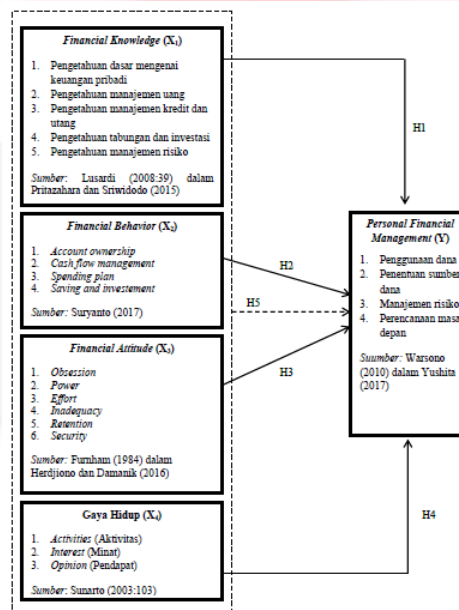 Financial Knowledge (X1)
1. Pengetahuan dasar mengenai
keuangan pribadi
2. Pengetahuan manajemen uang
3. Pengetahuan manajemen kredit dan
utang
4. Pengetahuan tabungan dan investasi
5. Pengetahuan manajemen risiko
Sumber: Lusardi (2008:39) dalam
Pritazahara dan Sriwidodo (2015)
H1
Financial Behavior (X2)
1. Account ownership
2. Cash flow management
3. Spending plan
4. Saving and investement
Sumber: Suryanto (2017)
H2
H5
Personal Financial
Management (Y)
1. Penggunaan dana
2. Penentuan sumber
dana
3. Manajemen risiko
4. Perencanaan masa
depan
Suumber: Warsono
(2010) dalam Yushita
(2017)
Financial Attitude (X3)
1. Obsession
2. Power
3. Effort
4. Inadequacy
5. Retention
6. Security
Sumber: Furnham (1984) dalam
Herdjiono dan Damanik (2016)
H3
Gaya Hidup (X4)
1. Activities (Aktivitas)
2. Interest (Minat)
3. Opinion (Pendapat)
Sumber: Sunarto (2003:103)
H4